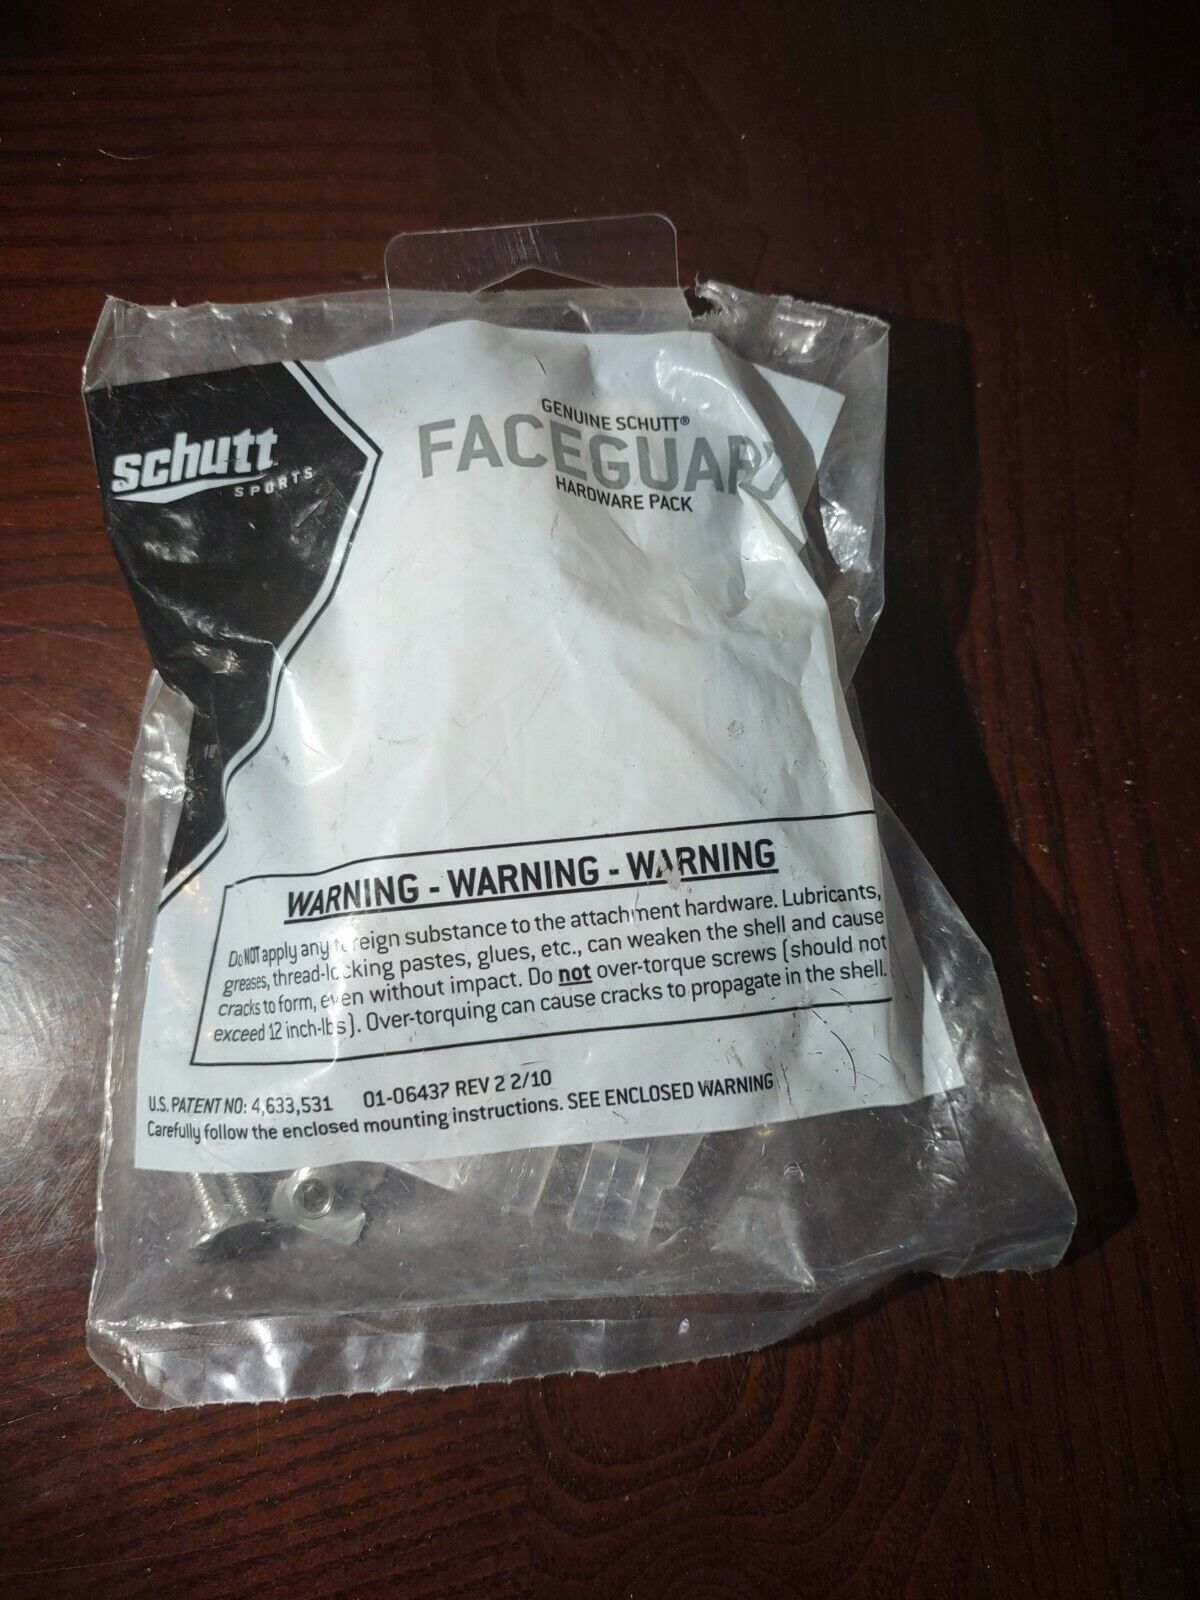 schutt
SPORTS
GENUINE SCHUTT®
FACEGUARD
HARDWARE PACK
WARNING - WARNING - WARNING
Do NOT apply any foreign substance to the attachment hardware. Lubricants,
greases, thread-locking pastes, glues, etc., can weaken the shell and cause
cracks to form, even without impact. Do not over-torque screws (should not
exceed 12 inch-lbs). Over-torquing can cause cracks to propagate in the shell.
U.S. PATENT NO: 4,633,531 01-06437 REV 2 2/10
Carefully follow the enclosed mounting instructions. SEE ENCLOSED WARNING